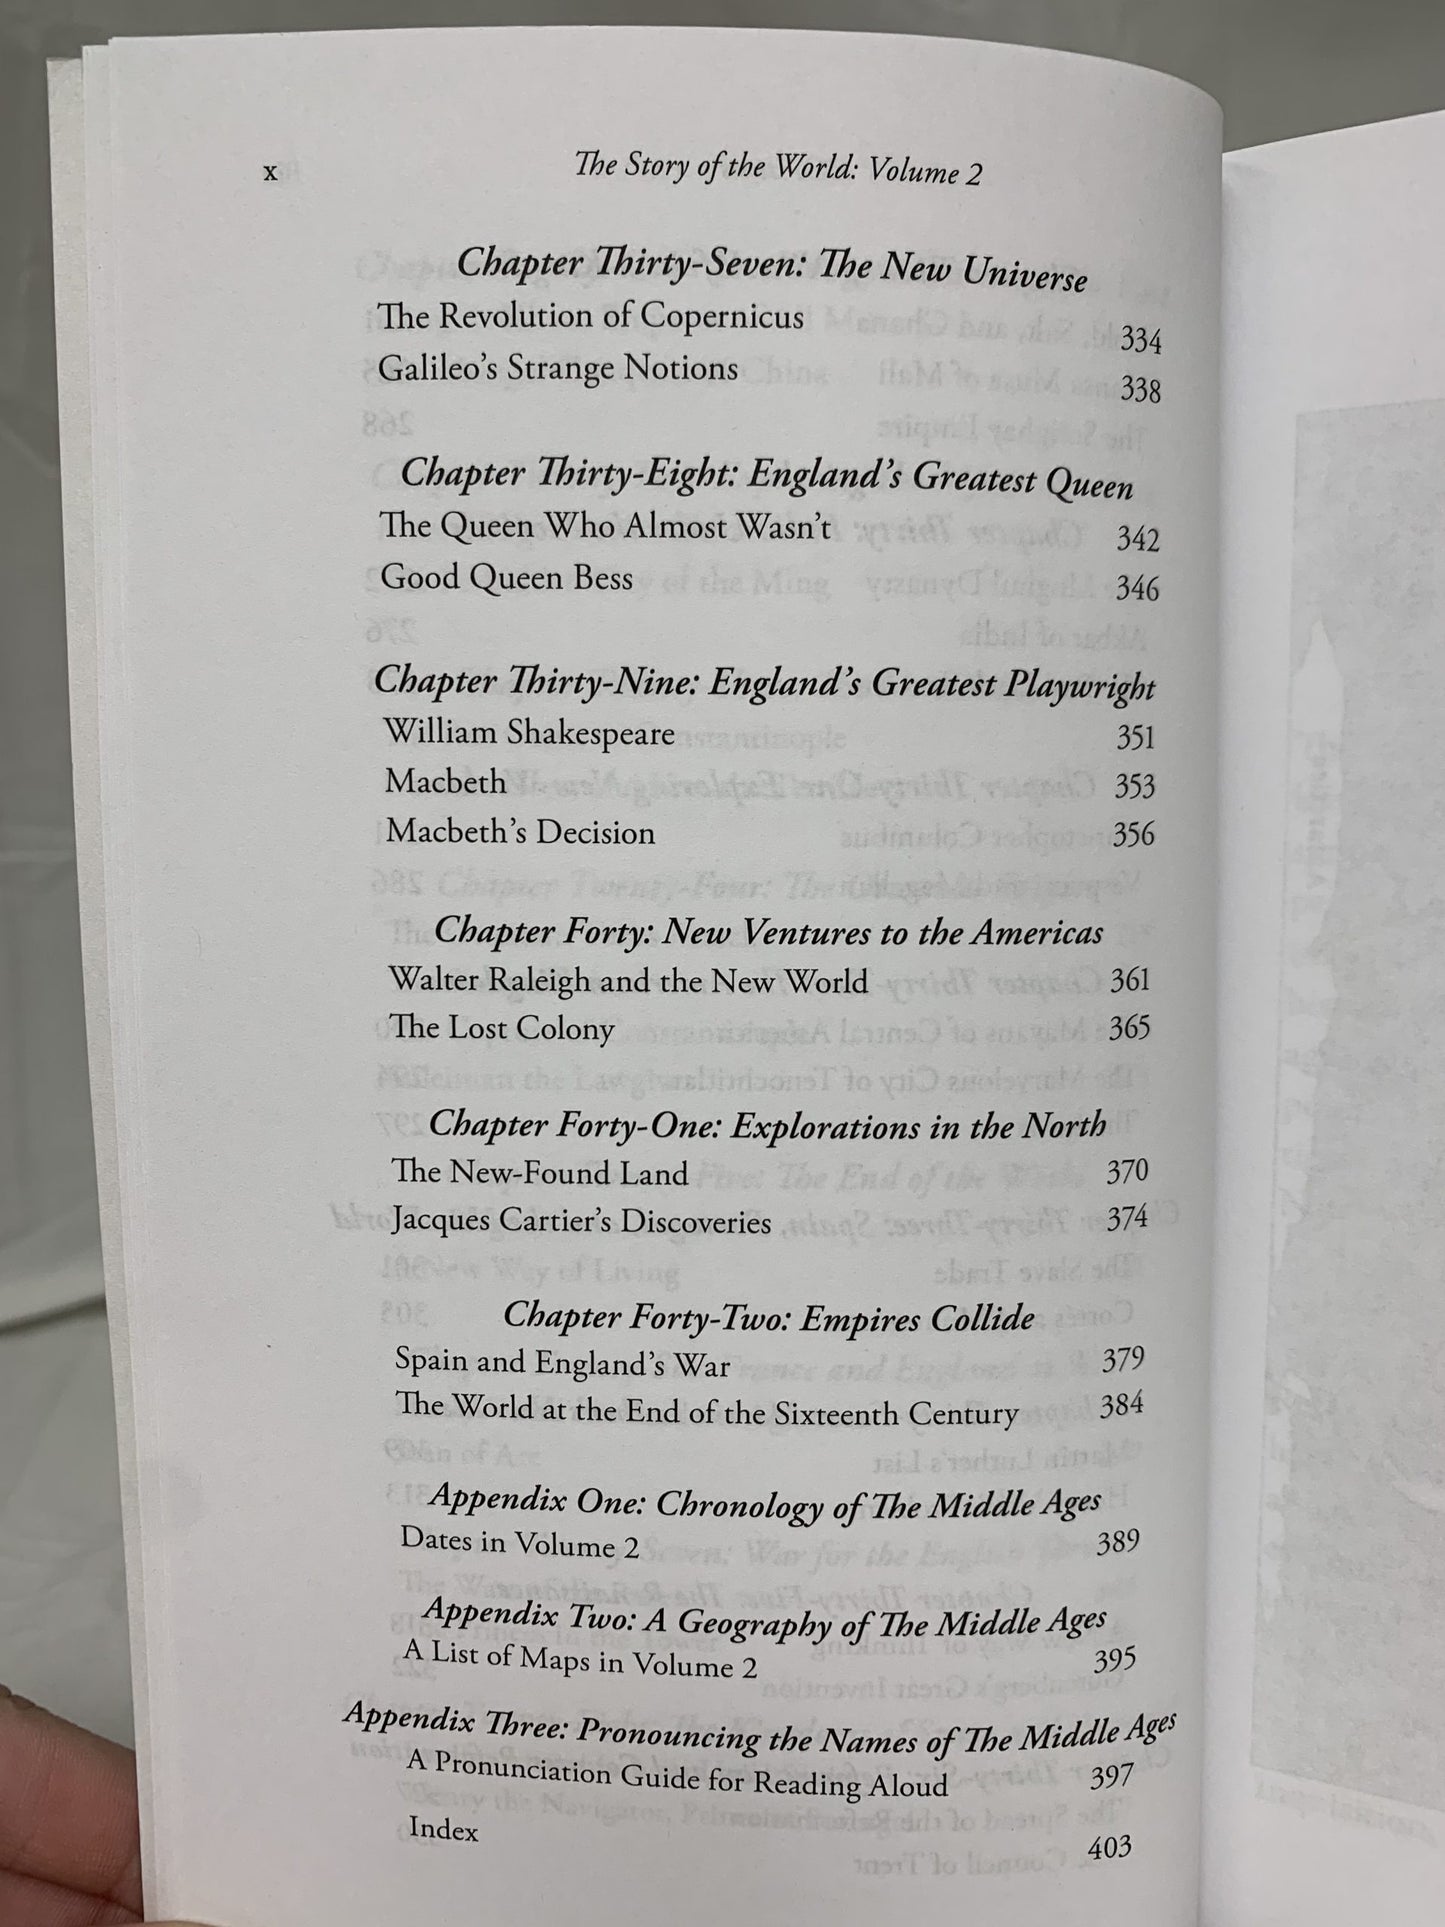 x The Story of the World: Volume 2
Chapter Thirty-Seven: The New Universe
The Revolution of Copernicus 334
Galileo's Strange Notions 338
Chapter Thirty-Eight: England's Greatest Queen
The Queen Who Almost Wasn't 342
Good Queen Bess 346
Chapter Thirty-Nine: England's Greatest Playwright
William Shakespeare 351
Macbeth 353
Macbeth's Decision 356
Chapter Forty: New Ventures to the Americas
Walter Raleigh and the New World 361
The Lost Colony 365
Chapter Forty-One: Explorations in the North
The New-Found Land 370
Jacques Cartier's Discoveries 374
Chapter Forty-Two: Empires Collide
Spain and England's War 379
The World at the End of the Sixteenth Century 384
Appendix One: Chronology of The Middle Ages
Dates in Volume 2 389
Appendix Two: A Geography of The Middle Ages
A List of Maps in Volume 2 395
Appendix Three: Pronouncing the Names of The Middle Ages
A Pronunciation Guide for Reading Aloud 397
Index 403